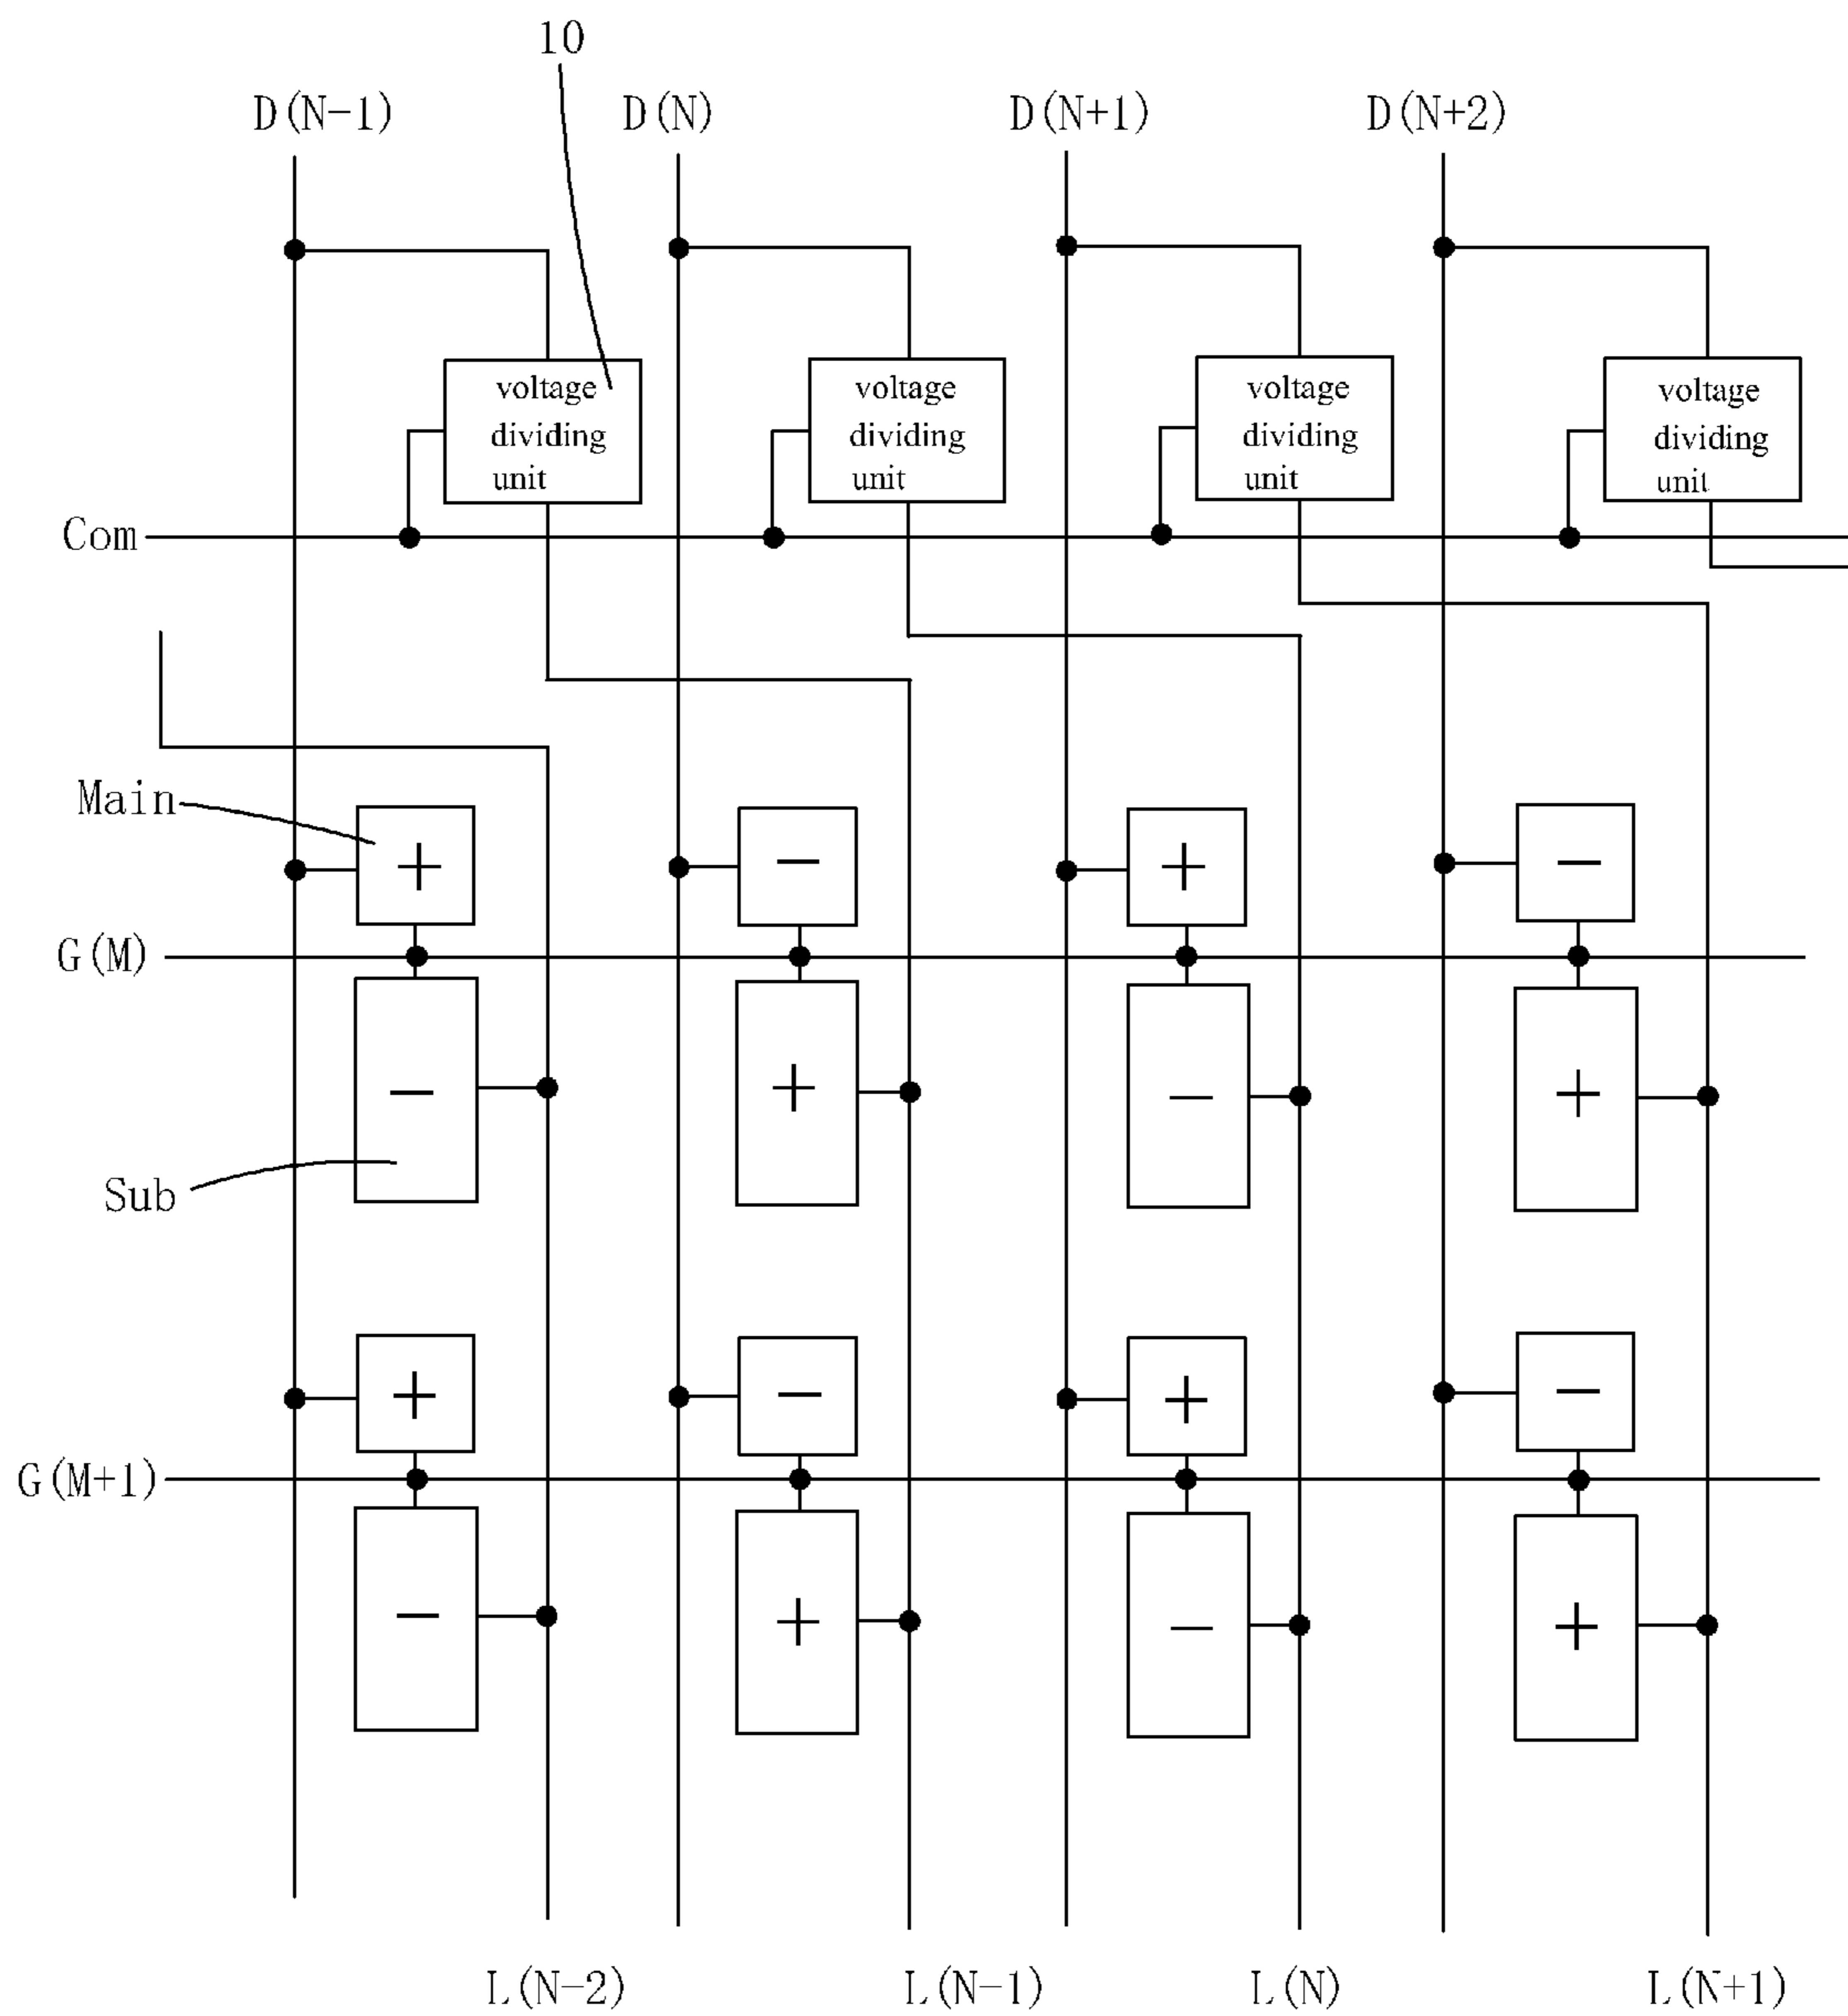 10
D(N-1) D(N) D(N+1) D(N+2)
voltage dividing unit
voltage dividing unit
voltage dividing unit
voltage dividing unit
Com
Main
+ - + -
G(M)
- + - +
Sub
+ - + -
G(M+1)
- + - +
L(N-2) L(N-1) L(N) L(N+1)